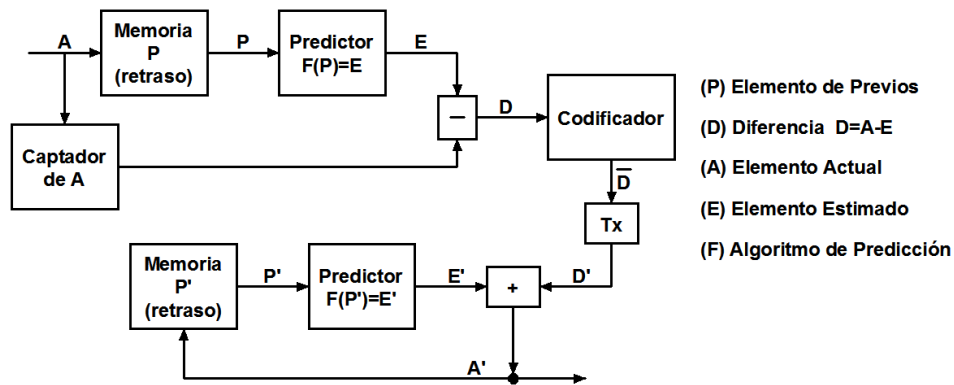 A
Memoria
P
(retraso)
P
Predictor
F(P)=E
E
Captador
de A
−
D
Codificador
D̅
Tx
(P) Elemento de Previos
(D) Diferencia D=A-E
(A) Elemento Actual
(E) Elemento Estimado
(F) Algoritmo de Predicción
Memoria
P'
(retraso)
P'
Predictor
F(P')=E'
E'
+
D'
A'